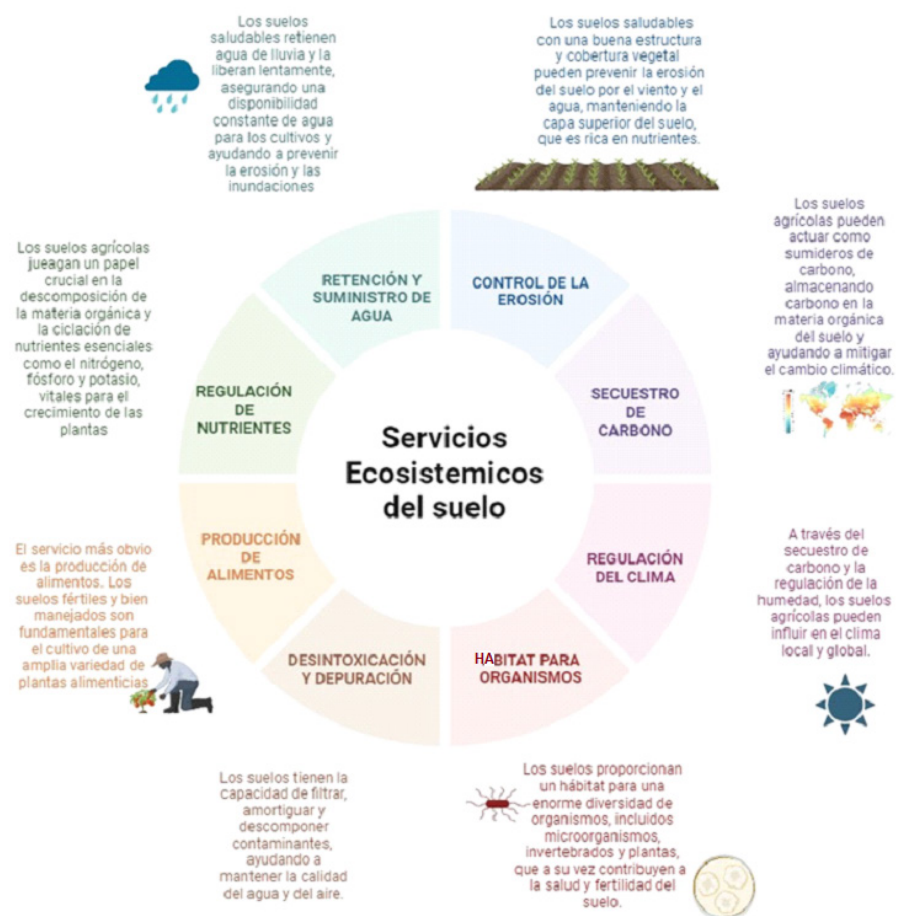 Los suelos
saludables retienen
agua de lluvia y la
liberan lentamente,
asegurando una
disponibilidad
constante de agua
para los cultivos y
ayudando a prevenir
la erosión y las
inundaciones
Los suelos saludables
con una buena estructura
y cobertura vegetal
pueden prevenir la erosión
del suelo por el viento y el
agua, manteniendo la
capa superior del suelo,
que es rica en nutrientes.
Los suelos
agrícolas pueden
actuar como
sumideros de
carbono,
almacenando
carbono en la
materia orgánica
del suelo y
ayudando a mitigar
el cambio climático.
Los suelos agrícolas
jueagan un papel
crucial en la
descomposición de
la materia orgánica y
la ciclación de
nutrientes esenciales
como el nitrógeno,
fósforo y potasio,
vitales para el
crecimiento de las
plantas
RETENCIÓN Y
SUMINISTRO DE
AGUA
CONTROL DE LA
EROSIÓN
REGULACIÓN
DE
NUTRIENTES
SECUESTRO
DE
CARBONO
Servicios
Ecosistemicos
del suelo
PRODUCCIÓN
DE
ALIMENTOS
REGULACIÓN
DEL CLIMA
DESINTOXICACIÓN
Y DEPURACIÓN
HABITAT PARA
ORGANISMOS
El servicio más obvio
es la producción de
alimentos. Los
suelos fértiles y bien
manejados son
fundamentales para
el cultivo de una
amplia variedad de
plantas alimenticias
A través del
secuestro de
carbono y la
regulación de la
humedad, los suelos
agrícolas pueden
influir en el clima
local y global.
Los suelos tienen la
capacidad de filtrar,
amortiguar y
descomponer
contaminantes,
ayudando a
mantener la calidad
del agua y del aire.
Los suelos proporcionan
un hábitat para una
enorme diversidad de
organismos, incluidos
microorganismos,
invertebrados y plantas,
que a su vez contribuyen a
la salud y fertilidad del
suelo.